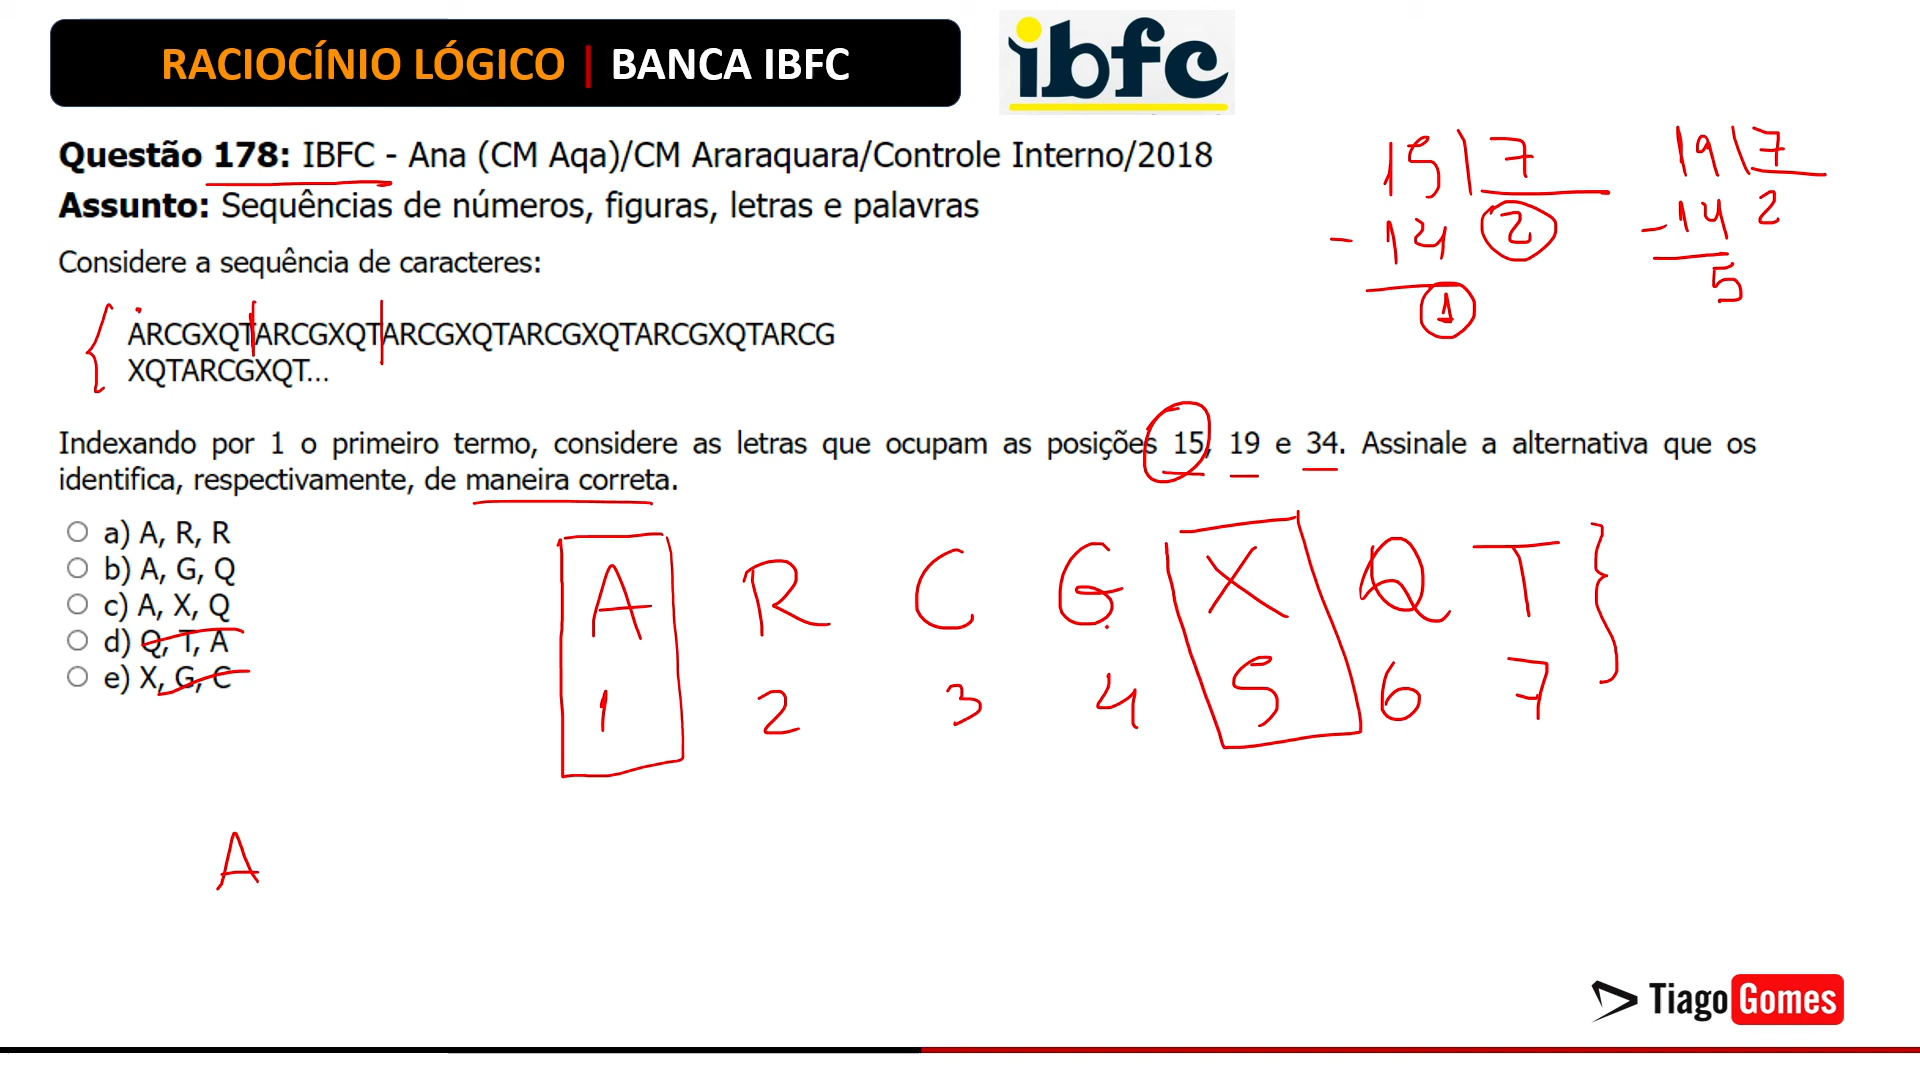 RACIOCÍNIO LÓGICO | BANCA IBFC
ibfc
Questão 178: IBFC - Ana (CM Aqa)/CM Araraquara/Controle Interno/2018
Assunto: Sequências de números, figuras, letras e palavras
Considere a sequência de caracteres:
ARCGXQTARCGXQTARCGXQTARCGXQTARCGXQTARCG
XQTARCGXQT...
15 7
- 14 2
1
19 7
- 14 2
5
Indexando por 1 o primeiro termo, considere as letras que ocupam as posições 15, 19 e 34. Assinale a alternativa que os
identifica, respectivamente, de maneira correta.
a) A, R, R
b) A, G, Q
c) A, X, Q
d) Q, T, A
e) X, G, C
A R C G X Q T
1 2 3 4 5 6 7
A
Tiago Gomes